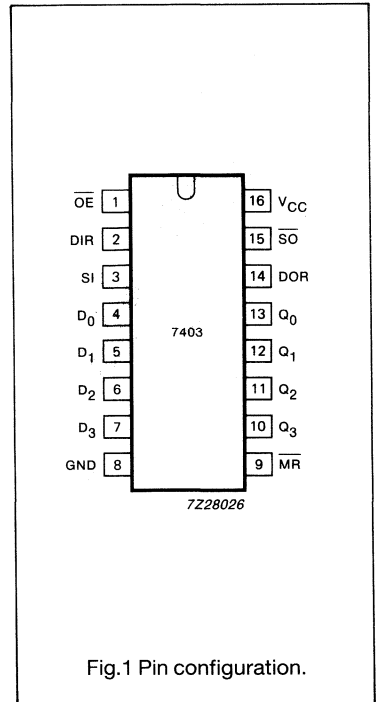 OE 1 16 VCC
DIR 2 15 SO
SI 3 14 DOR
D0 4 13 Q0
7403
D1 5 12 Q1
D2 6 11 Q2
D3 7 10 Q3
GND 8 9 MR
7Z28026
Fig.1 Pin configuration.